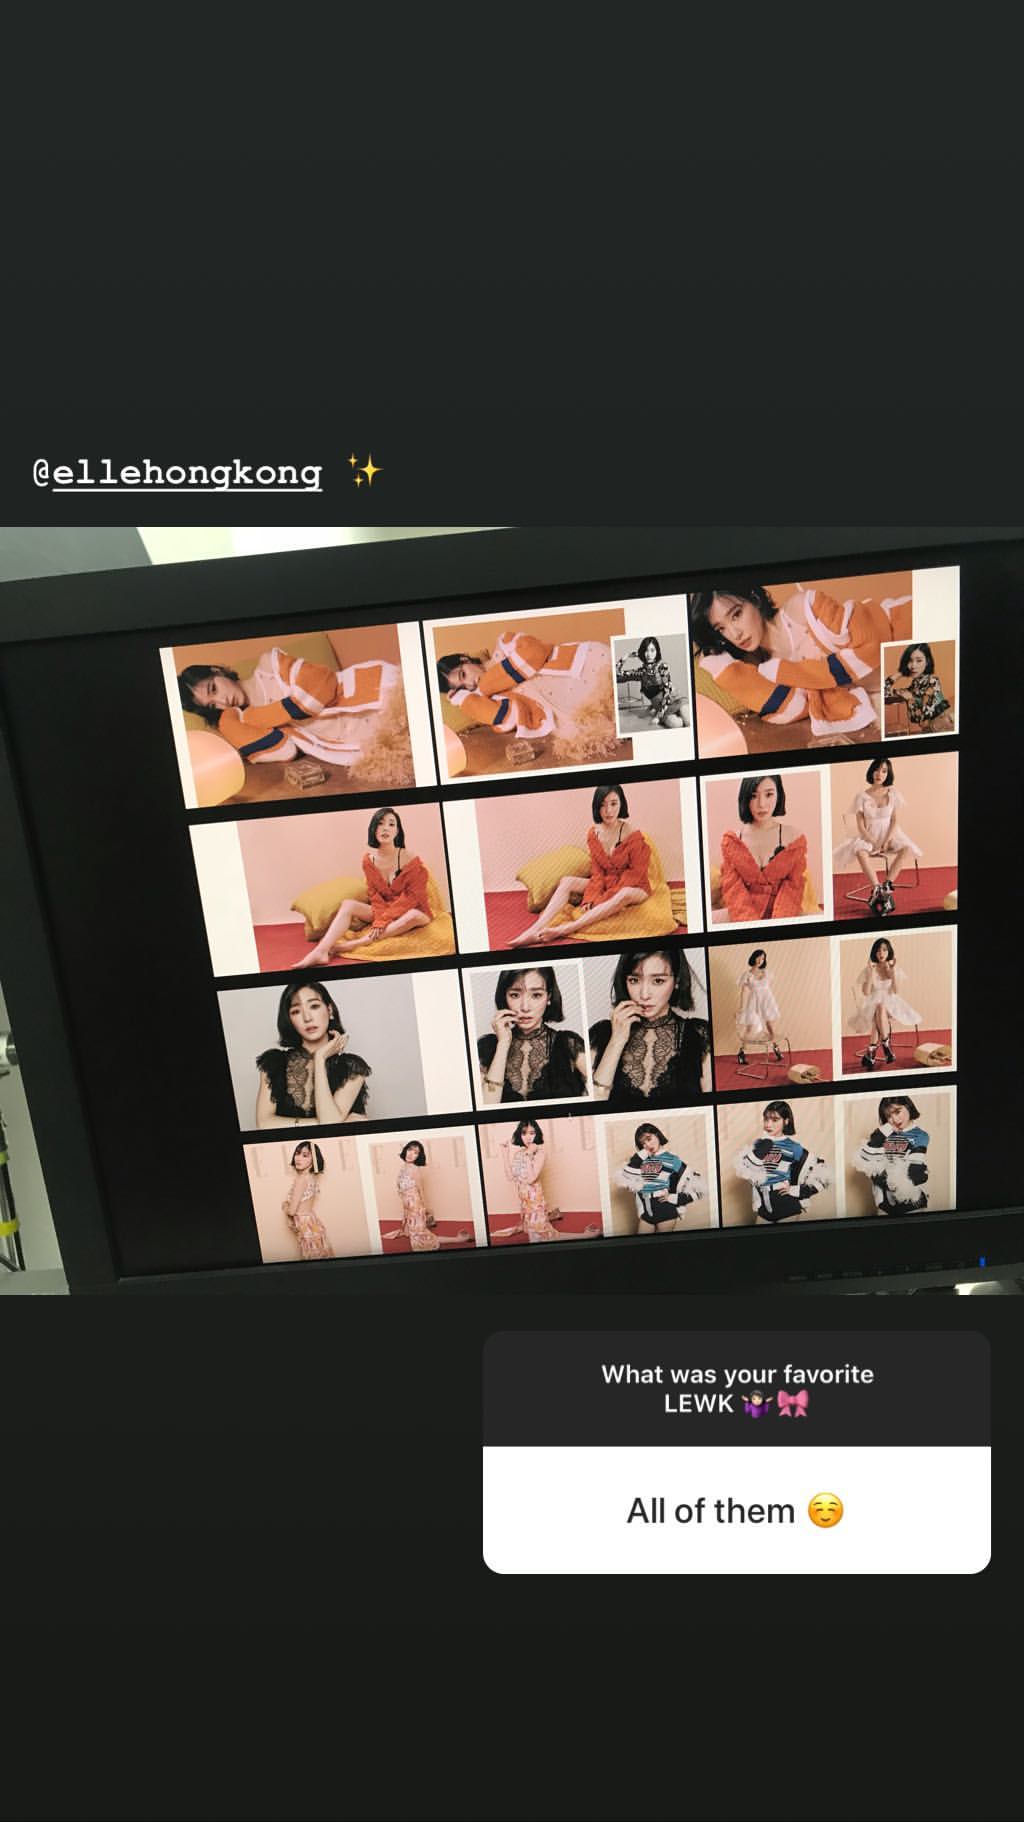 @ellehongkong ✨
What was your favorite
LEWK 🤷🏻‍♀️🎀
All of them ☺️